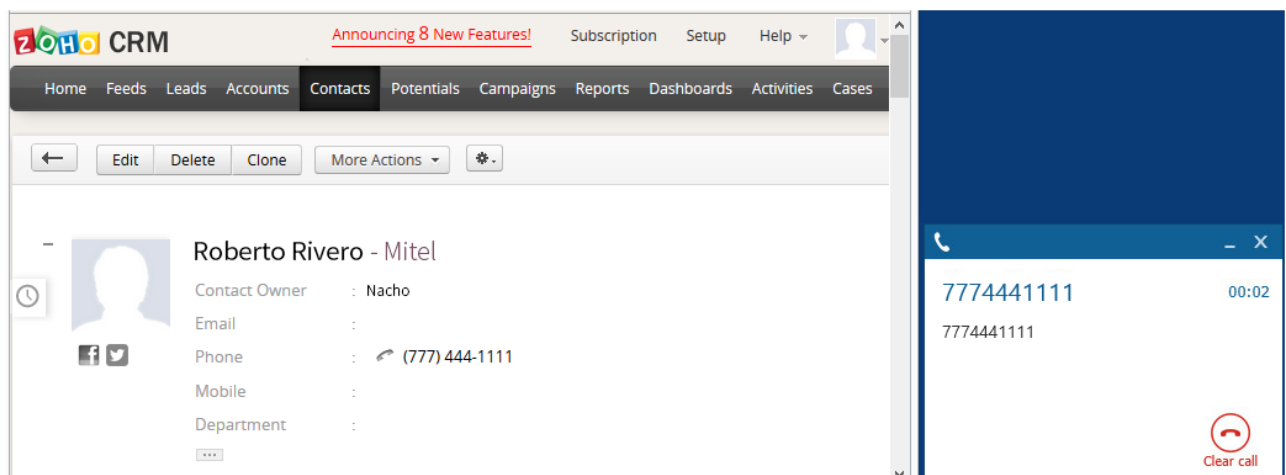 ZOHO CRM Announcing 8 New Features! Subscription Setup Help
Home Feeds Leads Accounts Contacts Potentials Campaigns Reports Dashboards Activities Cases
Edit Delete Clone More Actions
Roberto Rivero - Mitel
Contact Owner : Nacho
Email :
Phone : (777) 444-1111
Mobile :
Department :
...
7774441111 00:02
7774441111
Clear call